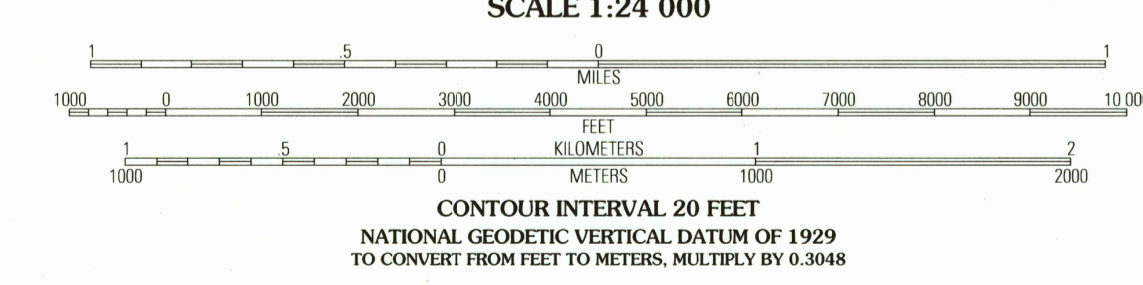 SCALE 1:24 000
1 .5 0 1
MILES
1000 0 1000 2000 3000 4000 5000 6000 7000 8000 9000 10 00
FEET
1 .5 0 KILOMETERS 1 2
1000 0 METERS 1000 2000
CONTOUR INTERVAL 20 FEET
NATIONAL GEODETIC VERTICAL DATUM OF 1929
TO CONVERT FROM FEET TO METERS, MULTIPLY BY 0.3048